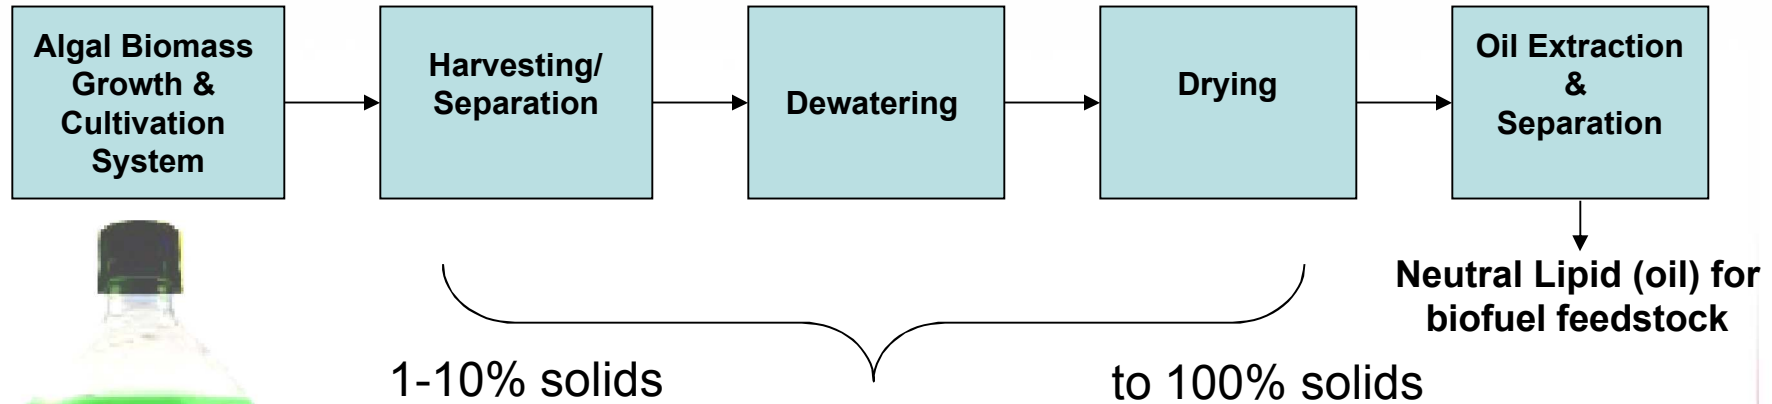 Algal Biomass
Growth &
Cultivation
System
Harvesting/
Separation
Dewatering
Drying
Oil Extraction
&
Separation
Neutral Lipid (oil) for
biofuel feedstock
1-10% solids
to 100% solids